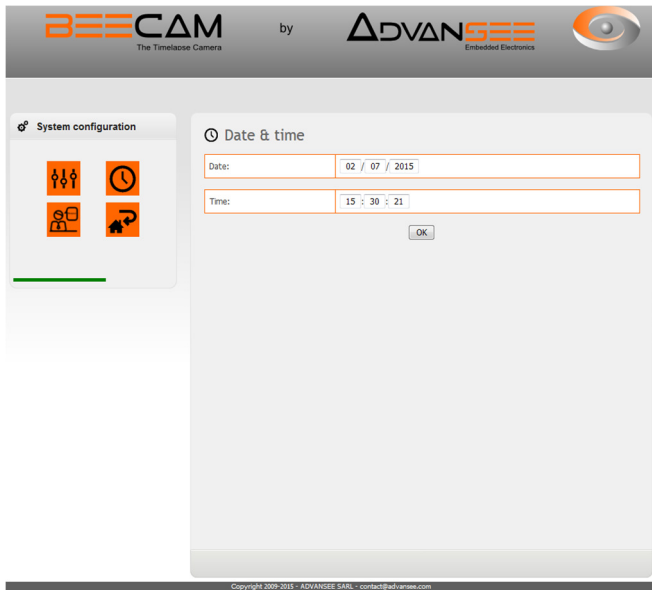 BEECAM
The Timelapse Camera
by
ADVANSEE
Embedded Electronics
System configuration
Date & time
Date: 02 / 07 / 2015
Time: 15 : 30 : 21
OK
Copyright 2009-2015 - ADVANSEE SARL - contact@advansee.com